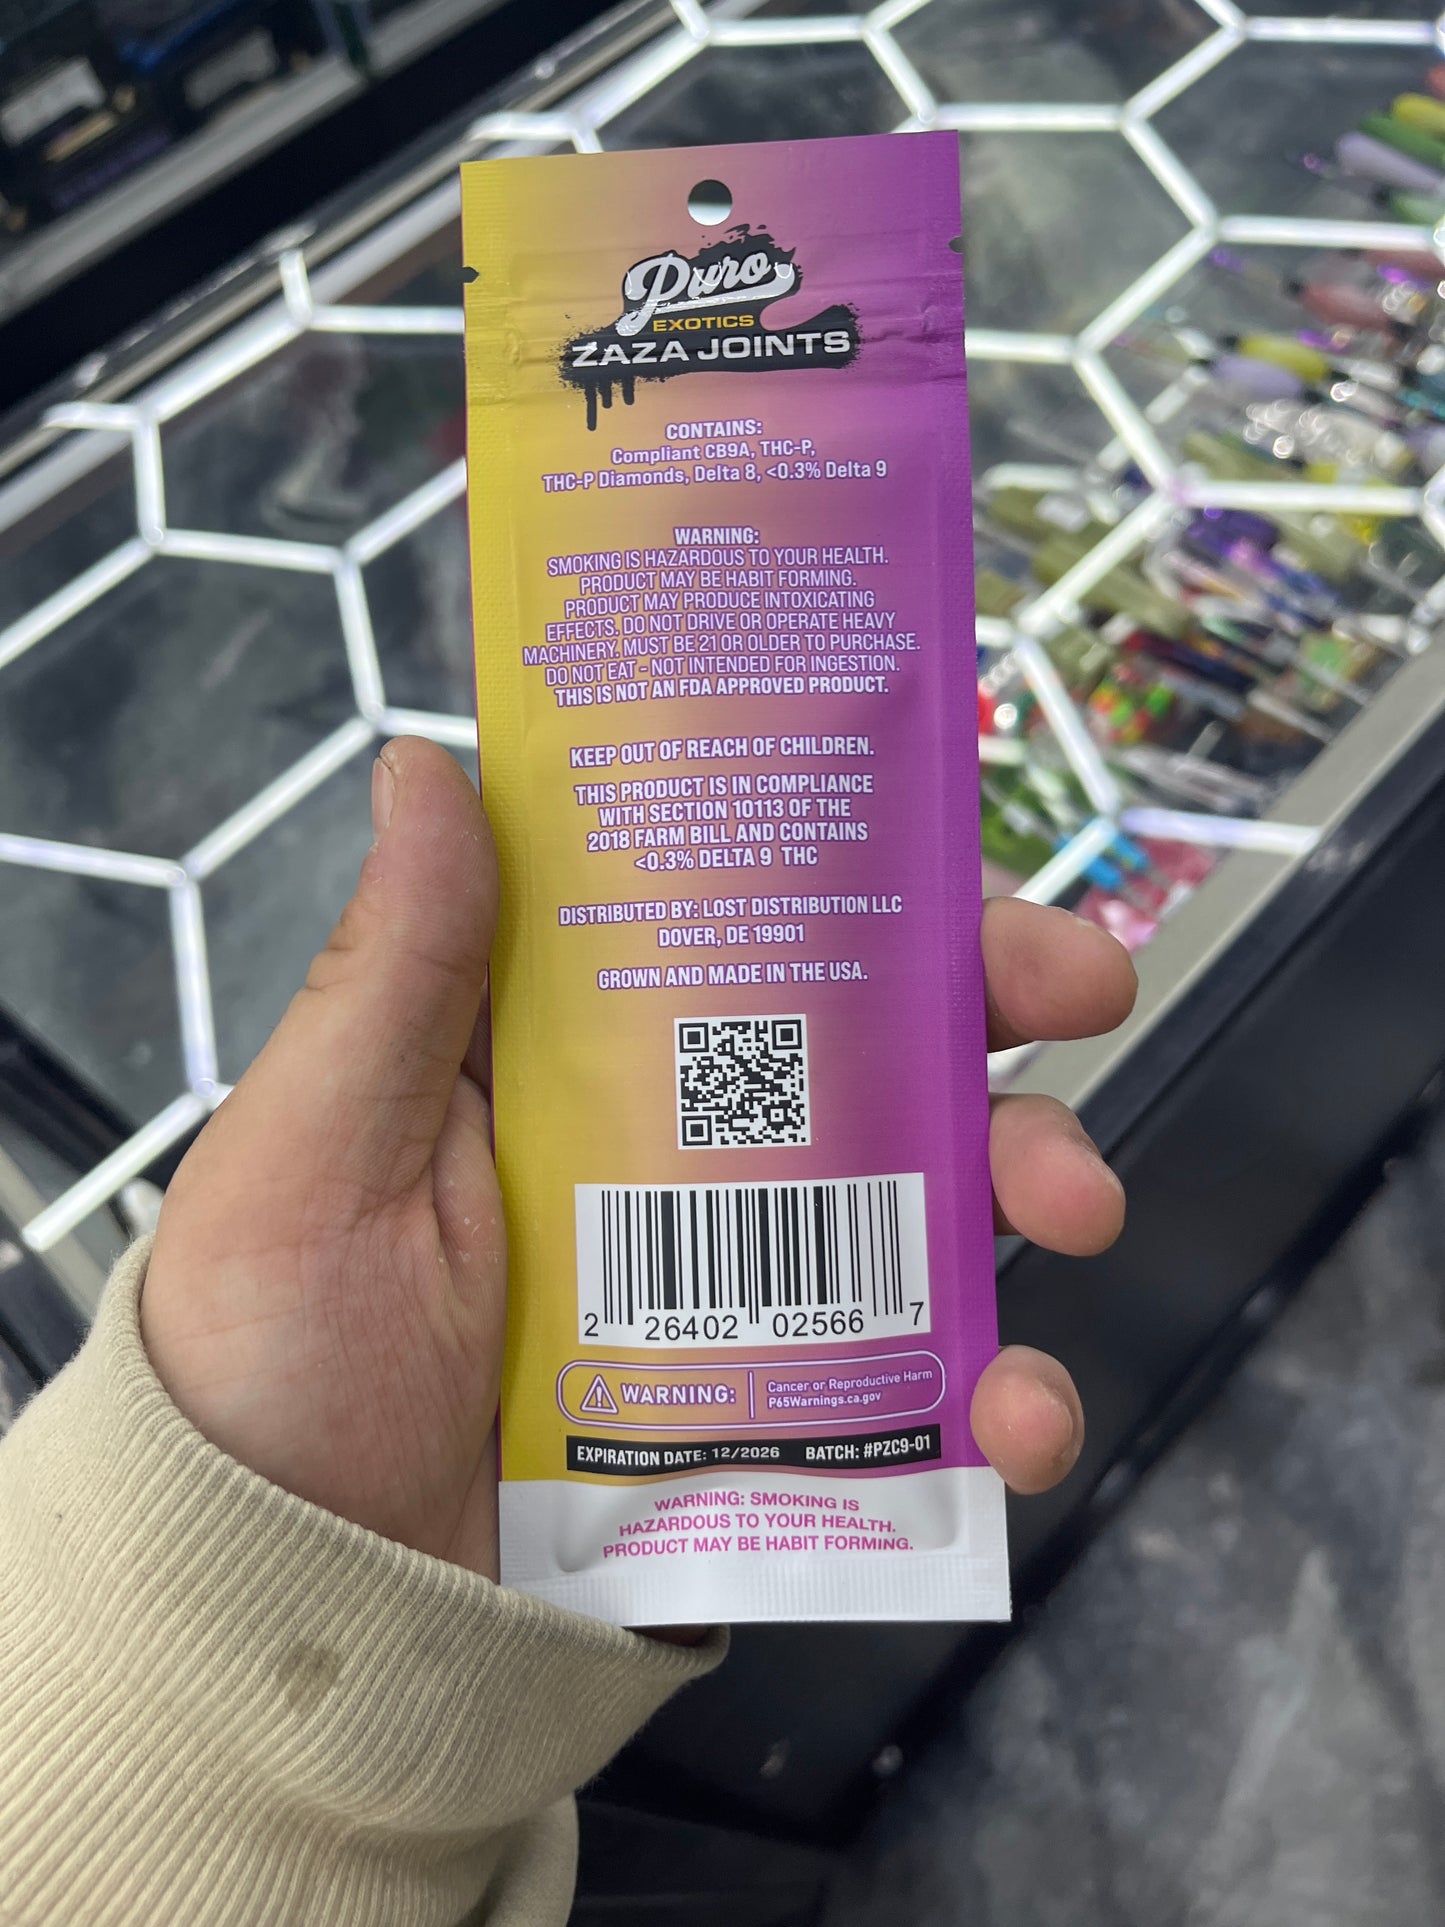 Puro
EXOTICS
ZAZA JOINTS
CONTAINS:
Compliant CB9A, THC-P,
THC-P Diamonds, Delta 8, <0.3% Delta 9
WARNING:
SMOKING IS HAZARDOUS TO YOUR HEALTH.
PRODUCT MAY BE HABIT FORMING.
PRODUCT MAY PRODUCE INTOXICATING
EFFECTS. DO NOT DRIVE OR OPERATE HEAVY
MACHINERY. MUST BE 21 OR OLDER TO PURCHASE.
DO NOT EAT - NOT INTENDED FOR INGESTION.
THIS IS NOT AN FDA APPROVED PRODUCT.
KEEP OUT OF REACH OF CHILDREN.
THIS PRODUCT IS IN COMPLIANCE
WITH SECTION 10113 OF THE
2018 FARM BILL AND CONTAINS
<0.3% DELTA 9 THC
DISTRIBUTED BY: LOST DISTRIBUTION LLC
DOVER, DE 19901
GROWN AND MADE IN THE USA.
2 26402 02566 7
WARNING: Cancer or Reproductive Harm
P65Warnings.ca.gov
EXPIRATION DATE: 12/2026 BATCH: #PZC9-01
WARNING: SMOKING IS
HAZARDOUS TO YOUR HEALTH.
PRODUCT MAY BE HABIT FORMING.